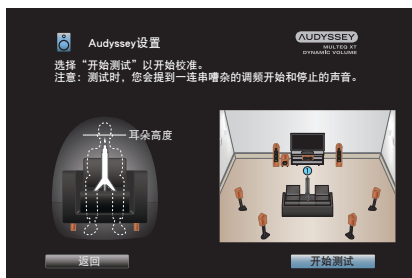 Audyssey设置
AUDYSSEY
MULTEQ XT
DYNAMIC VOLUME
选择“开始测试”以开始校准。
注意：测试时，您会提到一连串嘈杂的调频开始和停止的声音。
耳朵高度
1
返回
开始测试